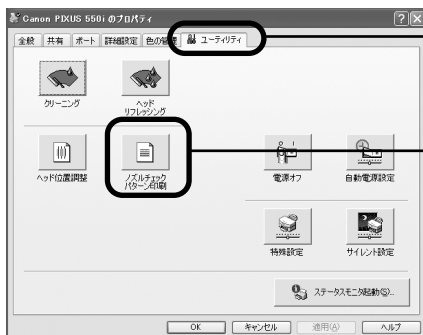 Canon PIXUS 550i のプロパティ
全般 共有 ポート 詳細設定 色の管理 ユーティリティ
クリーニング
ヘッド
リフレッシング
ヘッド位置調整
ノズルチェック
パターン印刷
電源オフ
自動電源設定
特殊設定
サイレント設定
ステータスモニタ起動(S)...
OK キャンセル 適用(A) ヘルプ